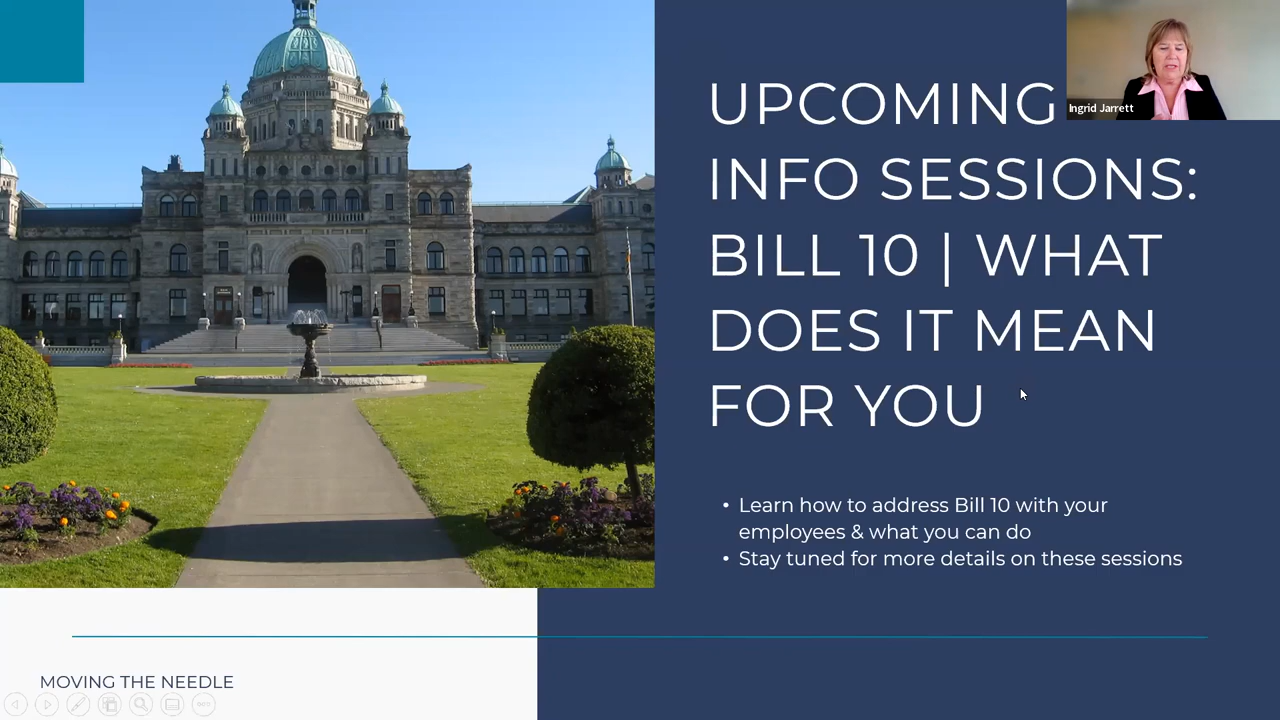 UPCOMING
INFO SESSIONS:
BILL 10 | WHAT
DOES IT MEAN
FOR YOU
Ingrid Jarrett
• Learn how to address Bill 10 with your
employees & what you can do
• Stay tuned for more details on these sessions
MOVING THE NEEDLE